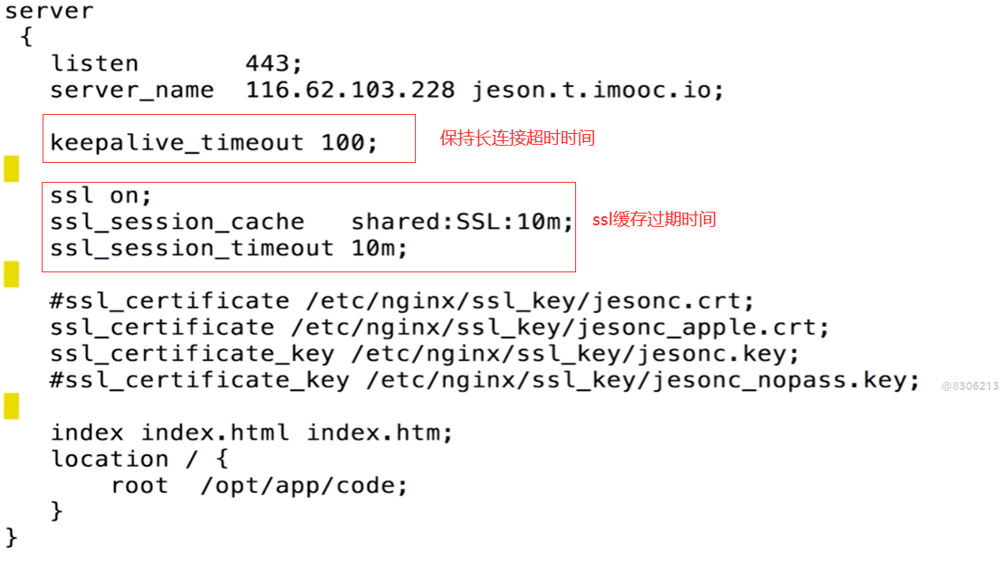 server
{
listen 443;
server_name 116.62.103.228 jeson.t.imooc.io;
keepalive_timeout 100;
保持长连接超时时间
ssl on;
ssl_session_cache shared:SSL:10m;
ssl缓存过期时间
ssl_session_timeout 10m;
#ssl_certificate /etc/nginx/ssl_key/jesonc.crt;
ssl_certificate /etc/nginx/ssl_key/jesonc_apple.crt;
ssl_certificate_key /etc/nginx/ssl_key/jesonc.key;
#ssl_certificate_key /etc/nginx/ssl_key/jesonc_nopass.key;
@8306213
index index.html index.htm;
location / {
root /opt/app/code;
}
}